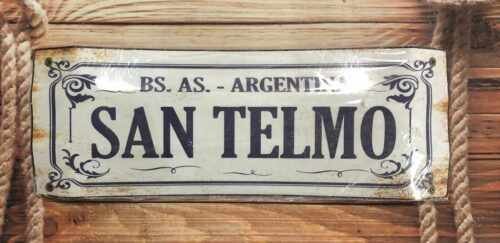 BS. AS. - ARGENTINA
SAN TELMO